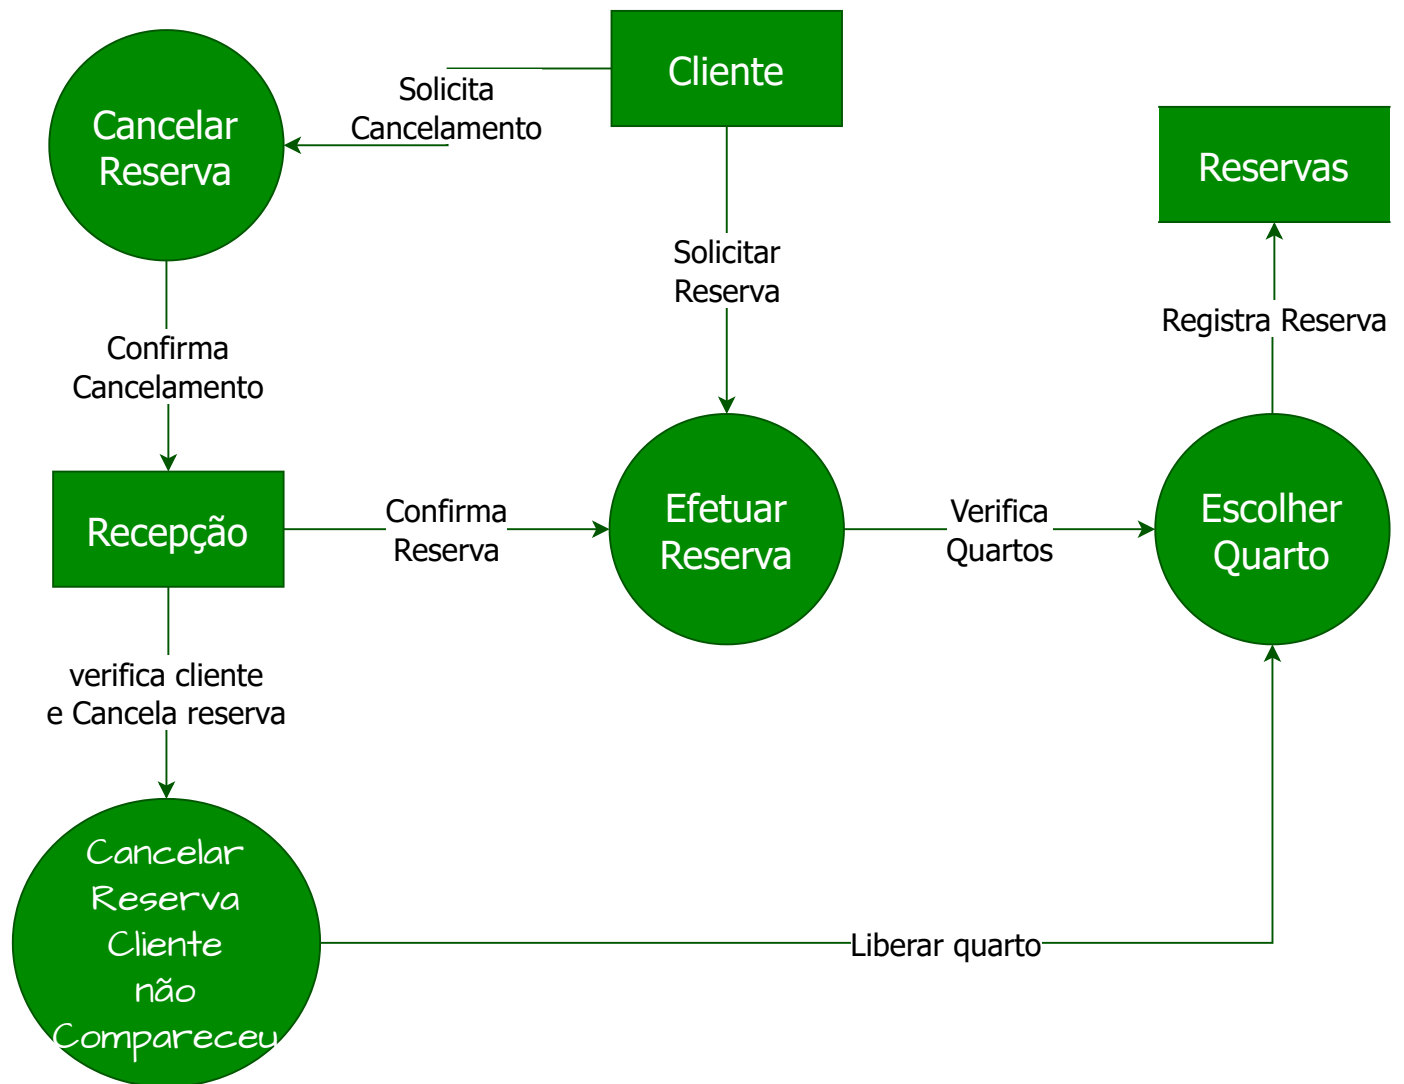 Cliente
Solicita
Cancelamento
Cancelar
Reserva
Reservas
Solicitar
Reserva
Registra Reserva
Confirma
Cancelamento
Recepção
Confirma
Reserva
Efetuar
Reserva
Verifica
Quartos
Escolher
Quarto
verifica cliente
e Cancela reserva
Cancelar
Reserva
Cliente
não
Compareceu
Liberar quarto